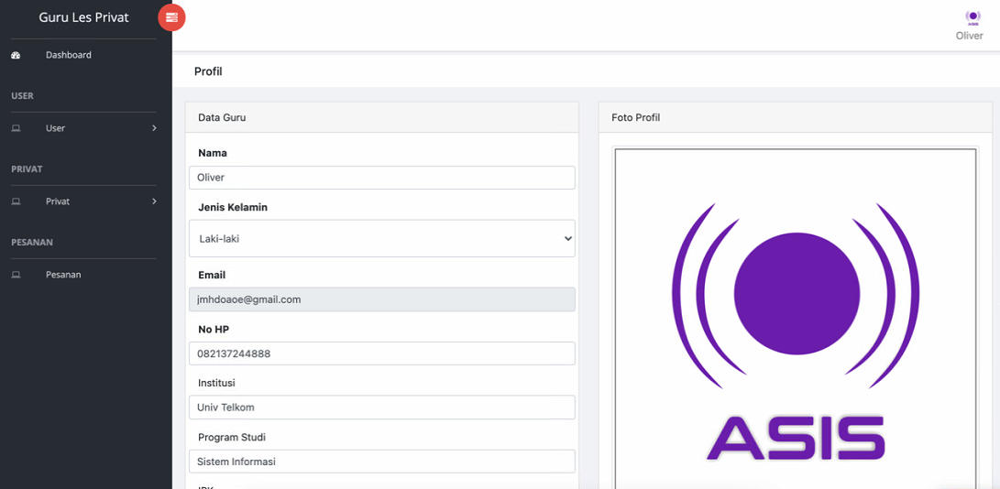 Guru Les Privat
Oliver
Dashboard
Profil
USER
User
PRIVAT
Privat
PESANAN
Pesanan
Data Guru
Nama
Oliver
Jenis Kelamin
Laki-laki
Email
jmhdoaoe@gmail.com
No HP
082137244888
Institusi
Univ Telkom
Program Studi
Sistem Informasi
IPK
Foto Profil
ASIS